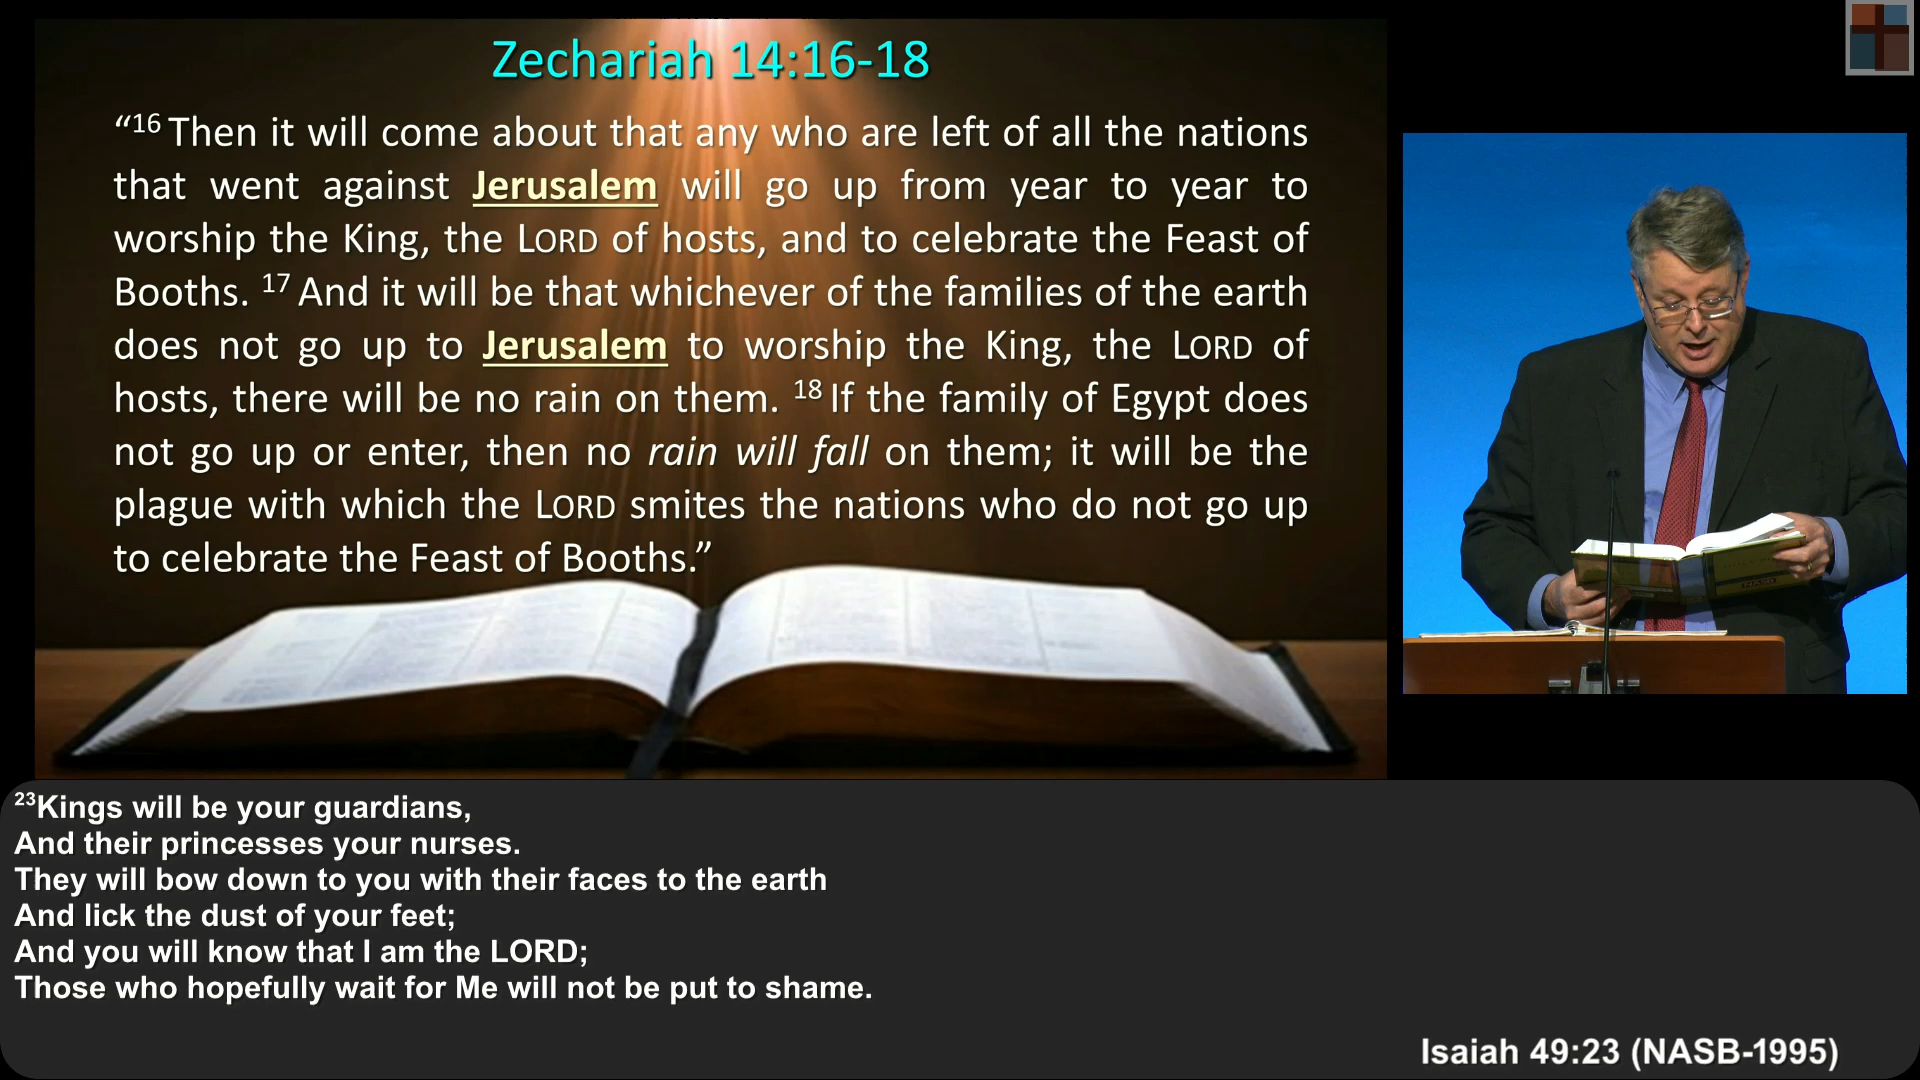 Zechariah 14:16-18
“16 Then it will come about that any who are left of all the nations
that went against Jerusalem will go up from year to year to
worship the King, the LORD of hosts, and to celebrate the Feast of
Booths. 17 And it will be that whichever of the families of the earth
does not go up to Jerusalem to worship the King, the LORD of
hosts, there will be no rain on them. 18 If the family of Egypt does
not go up or enter, then no rain will fall on them; it will be the
plague with which the LORD smites the nations who do not go up
to celebrate the Feast of Booths.”
23Kings will be your guardians,
And their princesses your nurses.
They will bow down to you with their faces to the earth
And lick the dust of your feet;
And you will know that I am the LORD;
Those who hopefully wait for Me will not be put to shame.
Isaiah 49:23 (NASB-1995)